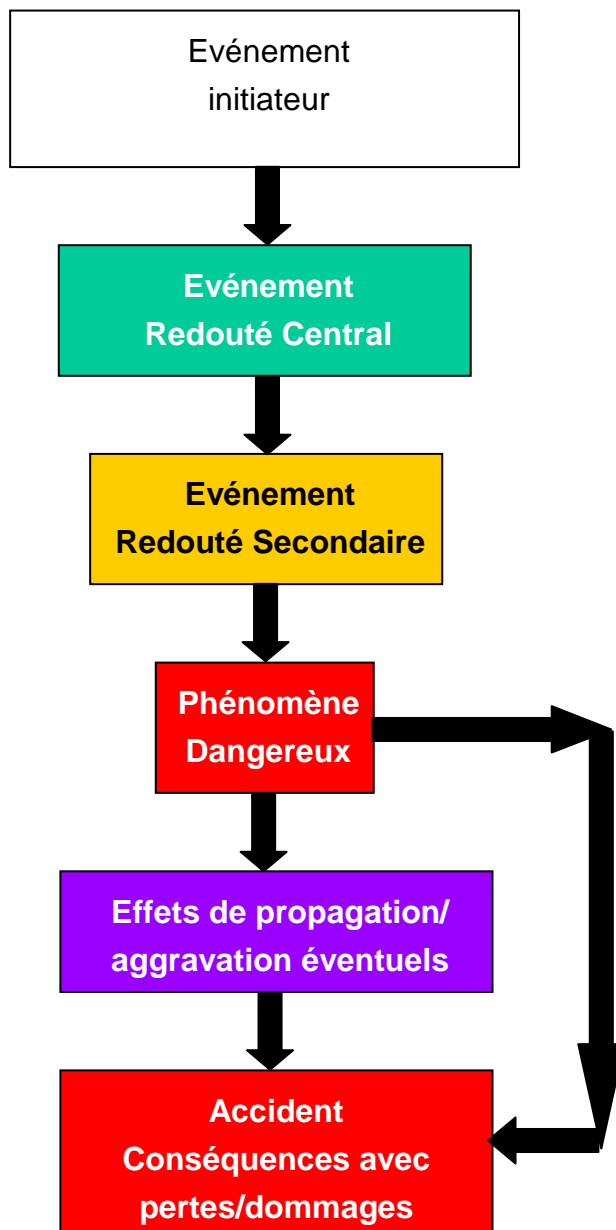 Evénement
initiateur
Evénement
Redouté Central
Evénement
Redouté Secondaire
Phénomène
Dangereux
Effets de propagation/
aggravation éventuels
Accident
Conséquences avec
pertes/dommages